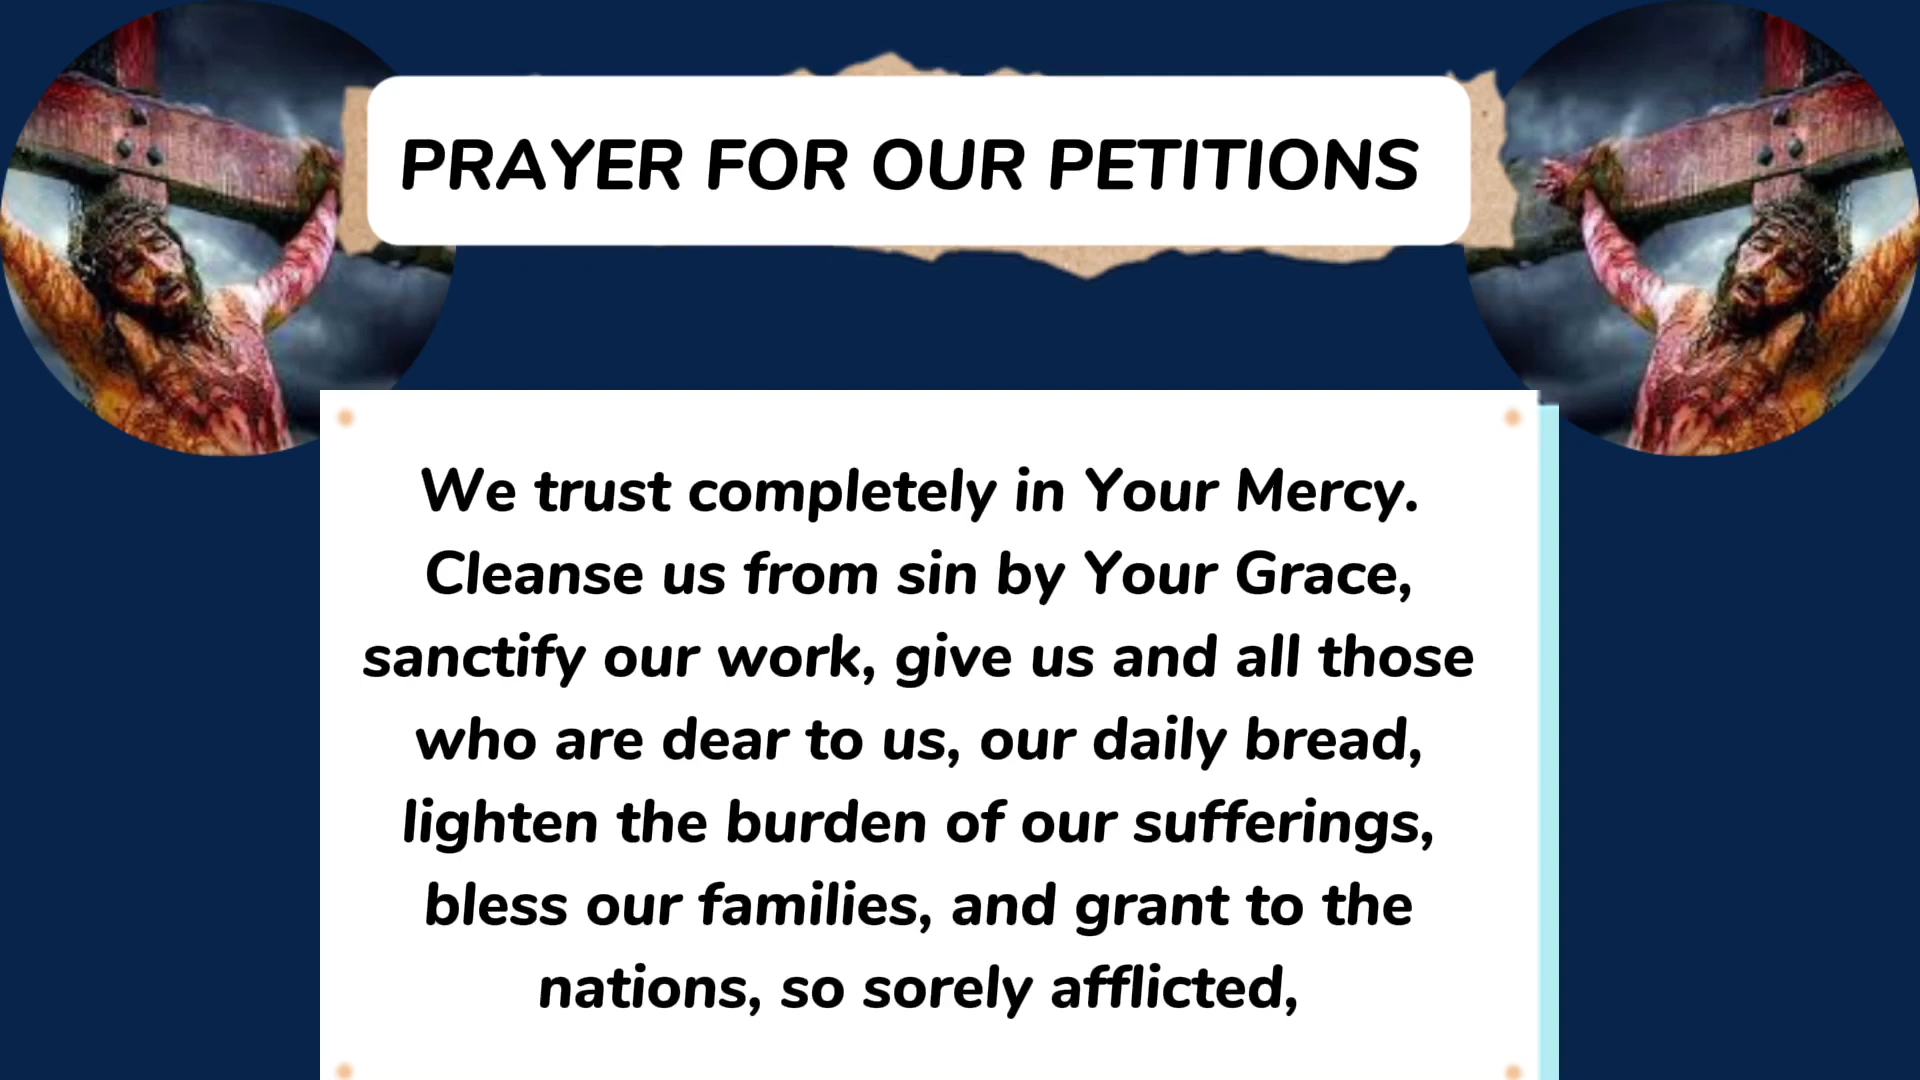 PRAYER FOR OUR PETITIONS
We trust completely in Your Mercy.
Cleanse us from sin by Your Grace,
sanctify our work, give us and all those
who are dear to us, our daily bread,
lighten the burden of our sufferings,
bless our families, and grant to the
nations, so sorely afflicted,